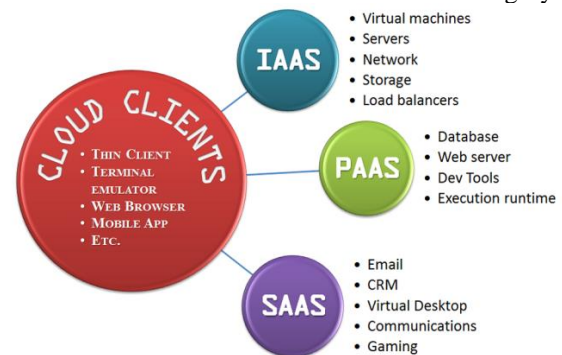 CLOUD CLIENTS
• THIN CLIENT
• TERMINAL
EMULATOR
• WEB BROWSER
• MOBILE APP
• ETC.
IAAS
• Virtual machines
• Servers
• Network
• Storage
• Load balancers
PAAS
• Database
• Web server
• Dev Tools
• Execution runtime
SAAS
• Email
• CRM
• Virtual Desktop
• Communications
• Gaming